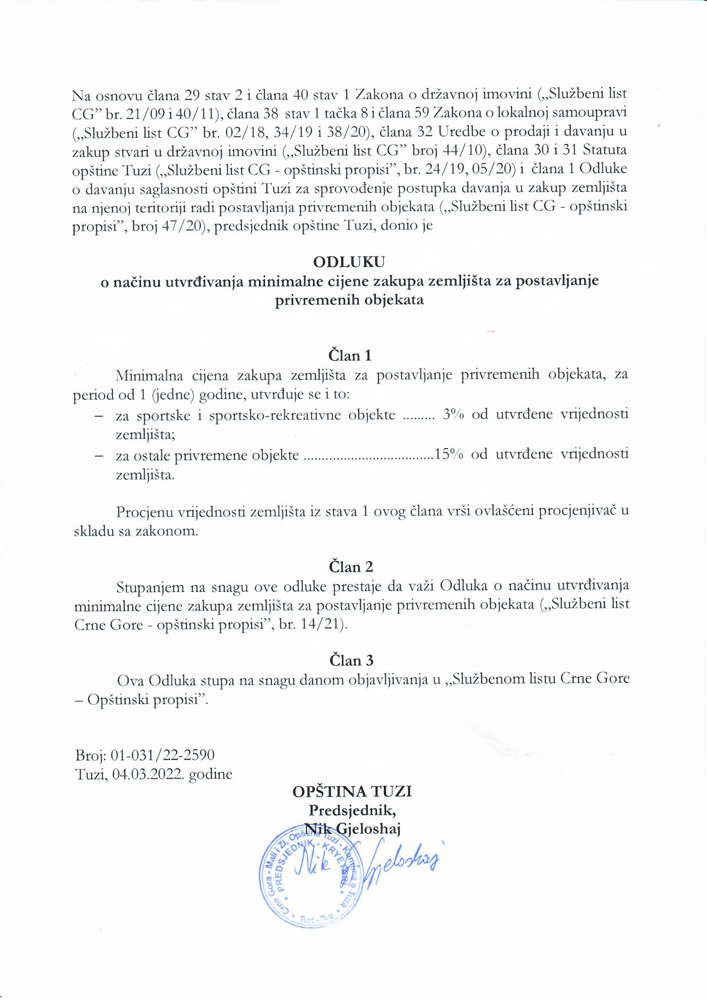 Na osnovu člana 29 stav 2 i člana 40 stav 1 Zakona o državnoj imovini („Službeni list
CG” br. 21/09 i 40/11), člana 38 stav 1 tačka 8 i člana 59 Zakona o lokalnoj samoupravi
(„Službeni list CG” br. 02/18, 34/19 i 38/20), člana 32 Uredbe o prodaji i davanju u
zakup stvari u državnoj imovini („Službeni list CG” broj 44/10), člana 30 i 31 Statuta
opštine Tuzi („Službeni list CG - opštinski propisi”, br. 24/19, 05/20) i člana 1 Odluke
o davanju saglasnosti opštini Tuzi za sprovođenje postupka davanja u zakup zemljišta
na njenoj teritoriji radi postavljanja privremenih objekata („Službeni list CG - opštinski
propisi”, broj 47/20), predsjednik opštine Tuzi, donio je
ODLUKU
o načinu utvrđivanja minimalne cijene zakupa zemljišta za postavljanje
privremenih objekata
Član 1
Minimalna cijena zakupa zemljišta za postavljanje privremenih objekata, za
period od 1 (jedne) godine, utvrđuje se i to:
– za sportske i sportsko-rekreativne objekte ......... 3% od utvrđene vrijednosti
zemljišta;
– za ostale privremene objekte ....................................15% od utvrđene vrijednosti
zemljišta.
Procjenu vrijednosti zemljišta iz stava 1 ovog člana vrši ovlašćeni procjenjivač u
skladu sa zakonom.
Član 2
Stupanjem na snagu ove odluke prestaje da važi Odluka o načinu utvrđivanja
minimalne cijene zakupa zemljišta za postavljanje privremenih objekata („Službeni list
Crne Gore - opštinski propisi”, br. 14/21).
Član 3
Ova Odluka stupa na snagu danom objavljivanja u „Službenom listu Crne Gore
– Opštinski propisi”.
Broj: 01-031/22-2590
Tuzi, 04.03.2022. godine
OPŠTINA TUZI
Predsjednik,
Nik Gjeloshaj
Crna Gora - Mali i Zi, Opština Tuzi - Komuna e Tuzit
PREDSJEDNIK - KRYETARI
Tuzi - Tuz
Nik Gjeloshaj